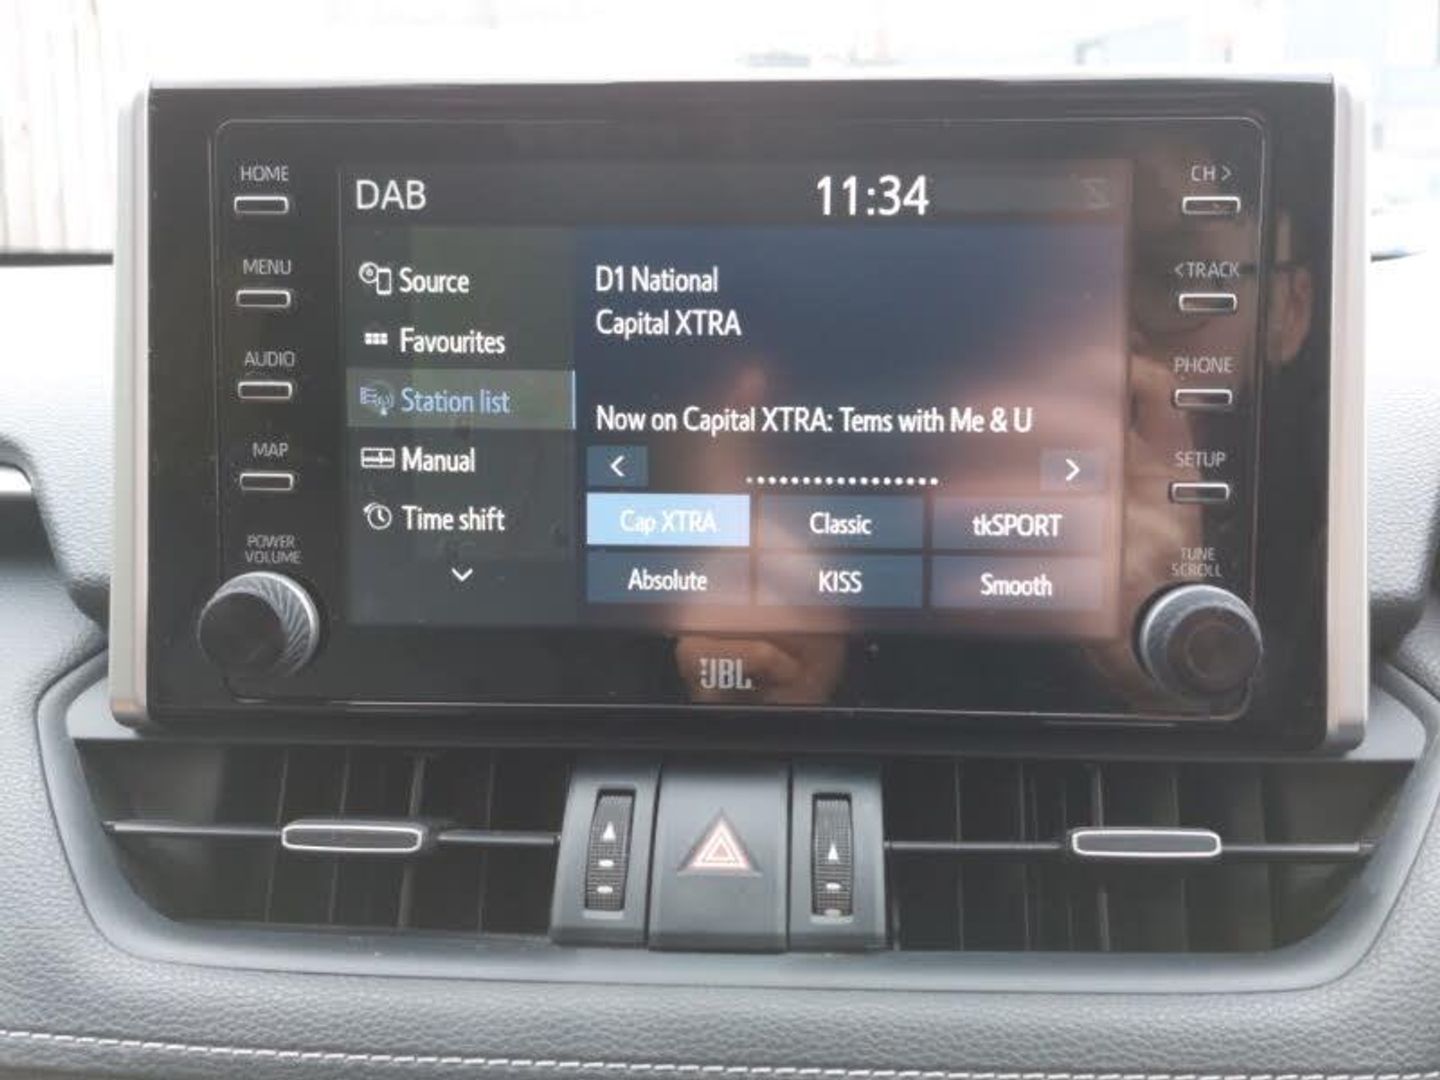 HOME
MENU
AUDIO
MAP
POWER
VOLUME
DAB
11:34
Source
Favourites
Station list
Manual
Time shift
D1 National
Capital XTRA
Now on Capital XTRA: Tems with Me & U
<
>
Cap XTRA
Classic
tkSPORT
Absolute
KISS
Smooth
CH >
< TRACK
PHONE
SETUP
TUNE
SCROLL
JBL